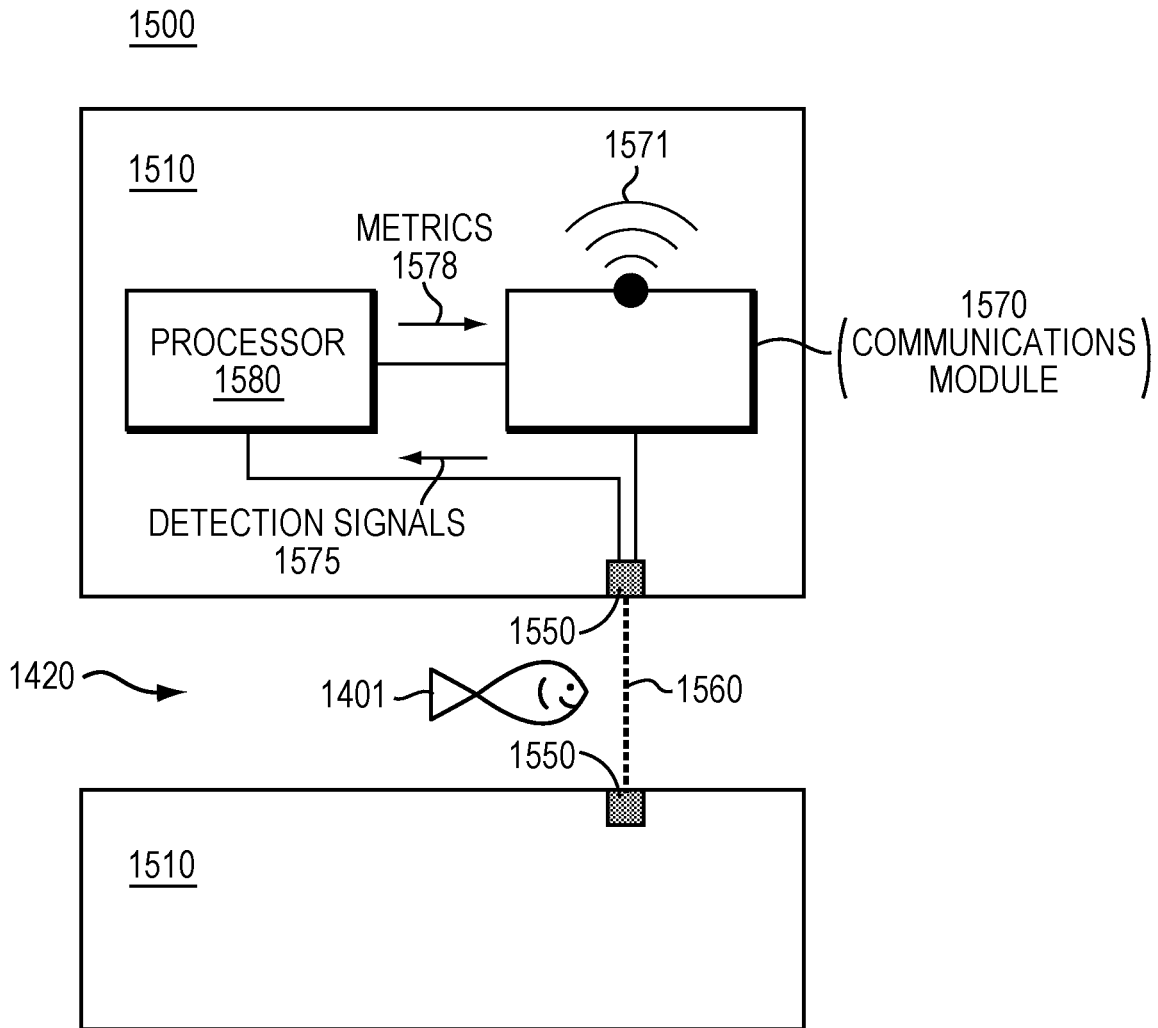 1500
1510
1571
METRICS
1578
PROCESSOR
1580
1570
(COMMUNICATIONS
MODULE)
DETECTION SIGNALS
1575
1550
1420
1401
1560
1550
1510